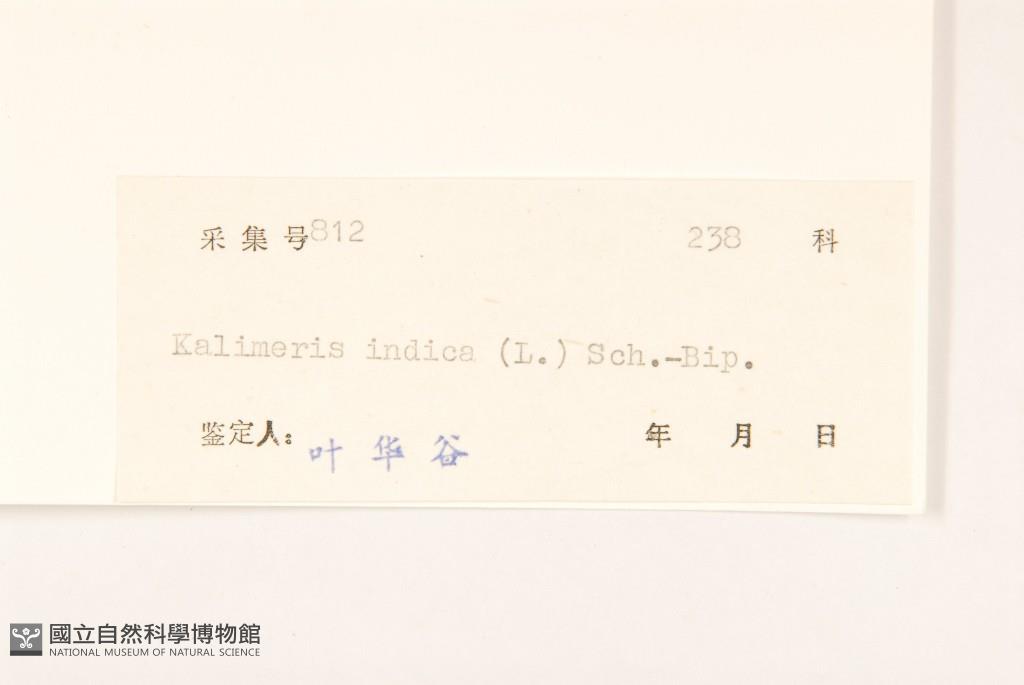 采集号812 238 科
Kalimeris indica (L.) Sch.-Bip.
鉴定人: 叶华谷 年 月 日
國立自然科學博物館
NATIONAL MUSEUM OF NATURAL SCIENCE